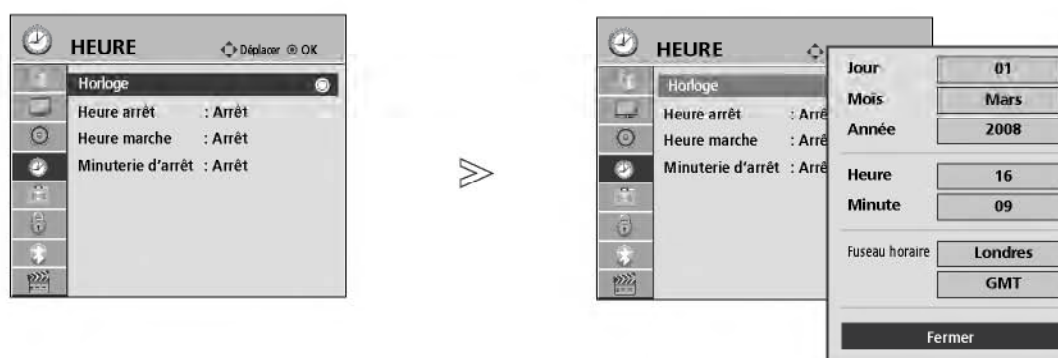 HEURE Déplacer OK
Horloge
Heure arrêt : Arrêt
Heure marche : Arrêt
Minuterie d'arrêt : Arrêt
HEURE
Horloge
Heure arrêt : Arrê
Heure marche : Arrê
Minuterie d'arrêt : Arrê
Jour 01
Mois Mars
Année 2008
Heure 16
Minute 09
Fuseau horaire Londres
GMT
Fermer